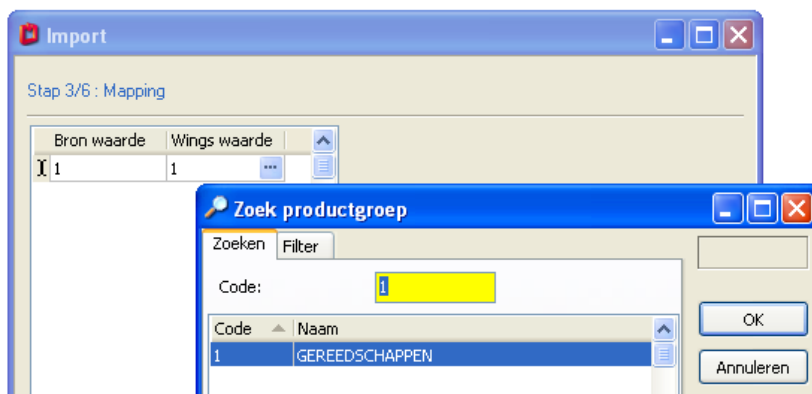 Import
Stap 3/6 : Mapping
Bron waarde Wings waarde
1 1 ...
Zoek productgroep
Zoeken Filter
Code: 1
OK
Code Naam
1 GEREEDSCHAPPEN
Annuleren